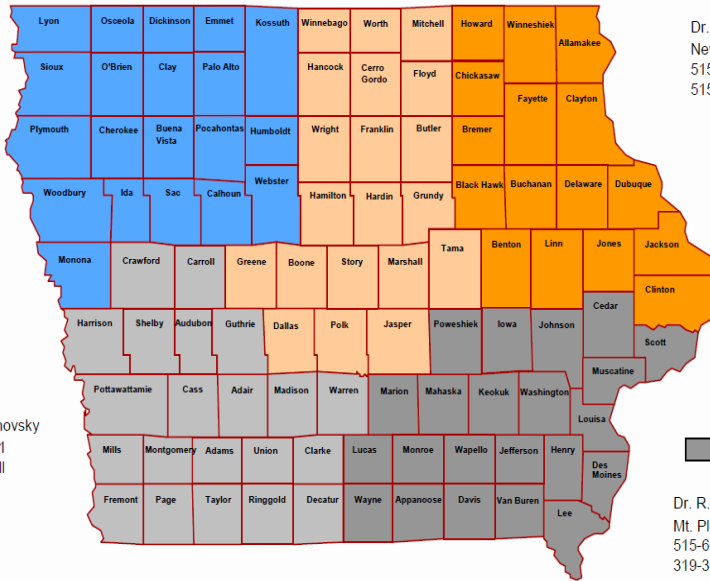 Lyon Osceola Dickinson Emmet Kossuth Winnebago Worth Mitchell Howard Winneshiek Allamakee
Sioux O'Brien Clay Palo Alto Hancock Cerro Gordo Floyd Chickasaw
Fayette Clayton
Plymouth Cherokee Buena Vista Pocahontas Humboldt Wright Franklin Butler Bremer
Woodbury Ida Sac Calhoun Webster Hamilton Hardin Grundy Black Hawk Buchanan Delaware Dubuque
Monona Crawford Carroll Greene Boone Story Marshall Tama Benton Linn Jones Jackson
Clinton
Harrison Shelby Audubon Guthrie Dallas Polk Jasper Poweshiek Iowa Johnson Cedar
Scott
Muscatine
Pottawattamie Cass Adair Madison Warren Marion Mahaska Keokuk Washington
Louisa
Mills Montgomery Adams Union Clarke Lucas Monroe Wapello Jefferson Henry Des Moines
Fremont Page Taylor Ringgold Decatur Wayne Appanoose Davis Van Buren
Lee
Dr.
515
515
Dr. R.
Mt. Pl
515-6
319-3